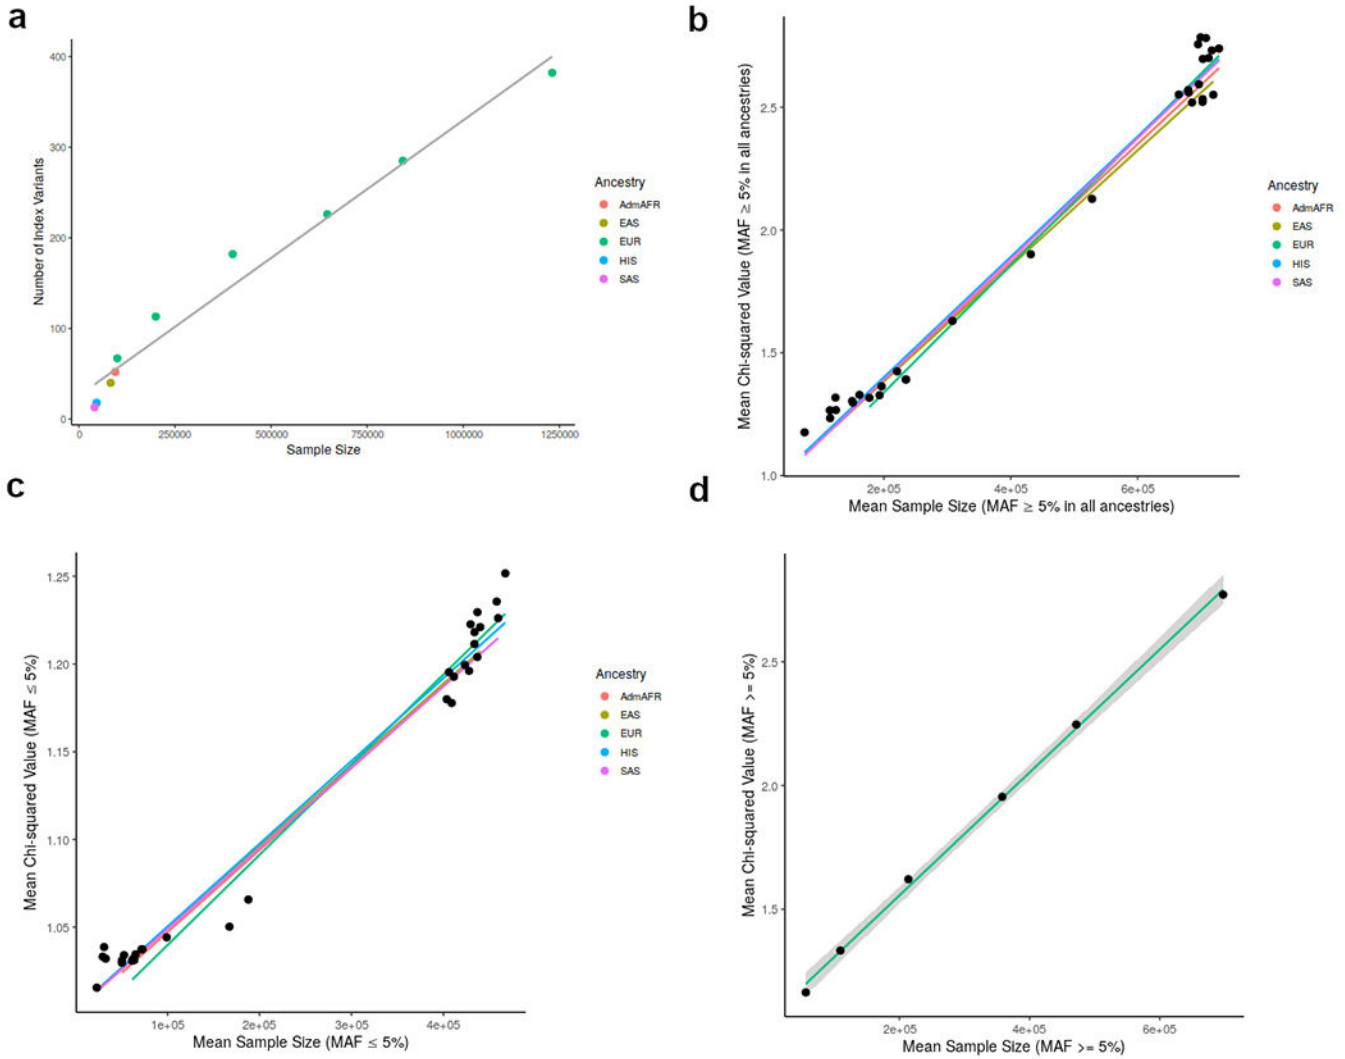 a
400
300
200
100
0
Number of Index Variants
0 250000 500000 750000 1000000 1250000
Sample Size
Ancestry
AdmAFR
EAS
EUR
HIS
SAS
b
2.5
2.0
1.5
1.0
Mean Chi-squared Value (MAF ≥ 5% in all ancestries)
2e+05 4e+05 6e+05
Mean Sample Size (MAF ≥ 5% in all ancestries)
Ancestry
AdmAFR
EAS
EUR
HIS
SAS
c
1.25
1.20
1.15
1.10
1.05
Mean Chi-squared Value (MAF ≤ 5%)
1e+05 2e+05 3e+05 4e+05
Mean Sample Size (MAF ≤ 5%)
Ancestry
AdmAFR
EAS
EUR
HIS
SAS
d
2.5
2.0
1.5
Mean Chi-squared Value (MAF >= 5%)
2e+05 4e+05 6e+05
Mean Sample Size (MAF >= 5%)